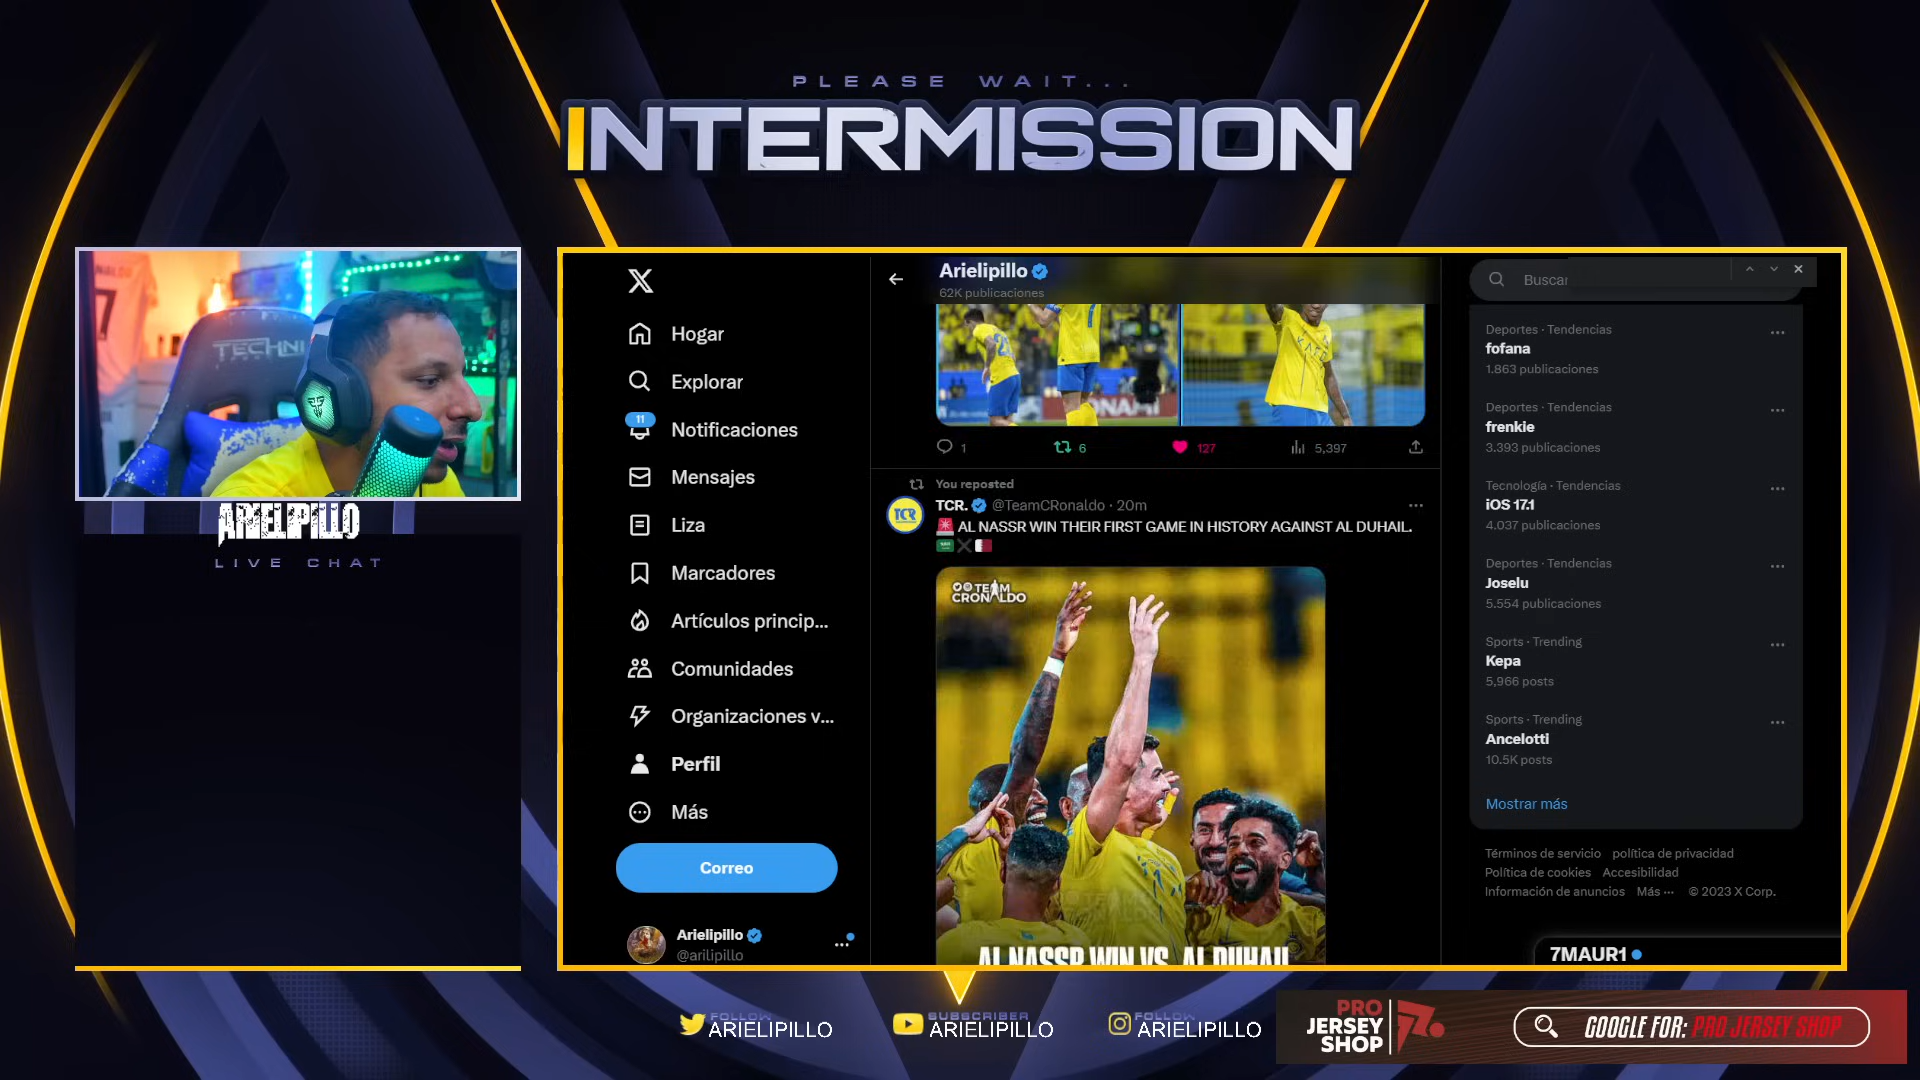 PLEASE WAIT...
INTERMISSION
TECHNI
ARIELIPILLO
LIVE CHAT
Hogar
Explorar
11
Notificaciones
Mensajes
Liza
Marcadores
Artículos princip...
Comunidades
Organizaciones v...
Perfil
Más
Correo
Arielipillo
@arilipillo
Arielipillo
62K publicaciones
KAFD
KONAMI
1
6
127
5,397
You reposted
TCR. @TeamCRonaldo · 20m
AL NASSR WIN THEIR FIRST GAME IN HISTORY AGAINST AL DUHAIL.
TCR
TEAM
CRONALDO
AL NASSR WIN VS. AL DUHAIL
Buscar
Deportes · Tendencias
fofana
1.863 publicaciones
Deportes · Tendencias
frenkie
3.393 publicaciones
Tecnología · Tendencias
iOS 17.1
4.037 publicaciones
Deportes · Tendencias
Joselu
5.554 publicaciones
Sports · Trending
Kepa
5,966 posts
Sports · Trending
Ancelotti
10.5K posts
Mostrar más
Términos de servicio política de privacidad
Política de cookies Accesibilidad
Información de anuncios Más ··· © 2023 X Corp.
7MAUR1
FOLLOW
ARIELIPILLO
SUBSCRIBER
ARIELIPILLO
FOLLOW
ARIELIPILLO
PRO
JERSEY
SHOP
GOOGLE FOR: PRO JERSEY SHOP